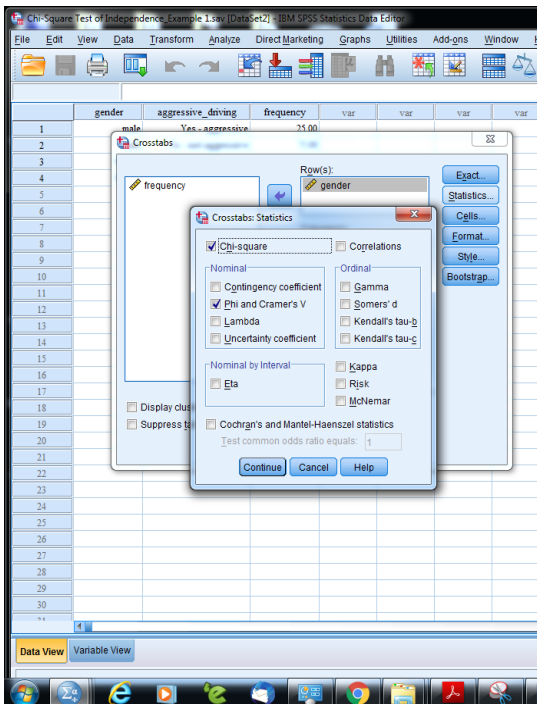 Chi-Square Test of Independence_Example 1.sav [DataSet2] - IBM SPSS Statistics Data Editor
File Edit View Data Transform Analyze Direct Marketing Graphs Utilities Add-ons Window
gender aggressive_driving frequency var var var var
1 male Yes - aggressive 25.00
2
Crosstabs
3
4
5
6
7
8
9
10
11
12
13
14
15
16
17
18
19
20
21
22
23
24
25
26
27
28
29
30
31
frequency
Row(s):
gender
Exact...
Statistics...
Cells...
Format...
Style...
Bootstrap...
Display clus
Suppress ta
Crosstabs: Statistics
Chi-square Correlations
Nominal Ordinal
Contingency coefficient Gamma
Phi and Cramer's V Somers' d
Lambda Kendall's tau-b
Uncertainty coefficient Kendall's tau-c
Nominal by Interval Kappa
Eta Risk
McNemar
Cochran's and Mantel-Haenszel statistics
Test common odds ratio equals: 1
Continue Cancel Help
Data View Variable View